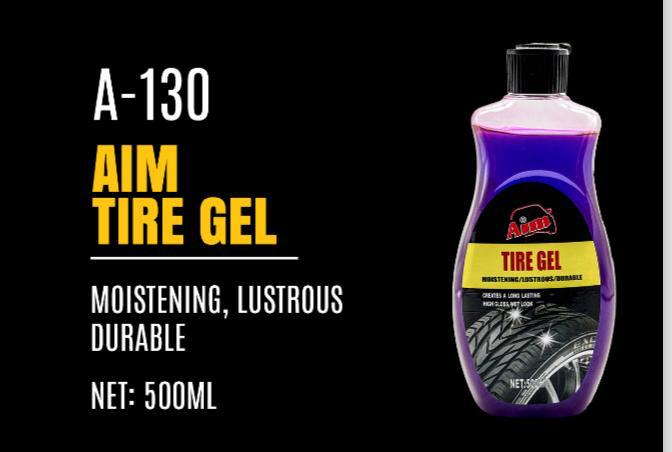 A-130
AIM
TIRE GEL
MOISTENING, LUSTROUS
DURABLE
NET: 500ML
Aim
TIRE GEL
MOISTENING/LUSTROUS/DURABLE
CREATES A LONG LASTING
HIGH GLOSS WET LOOK